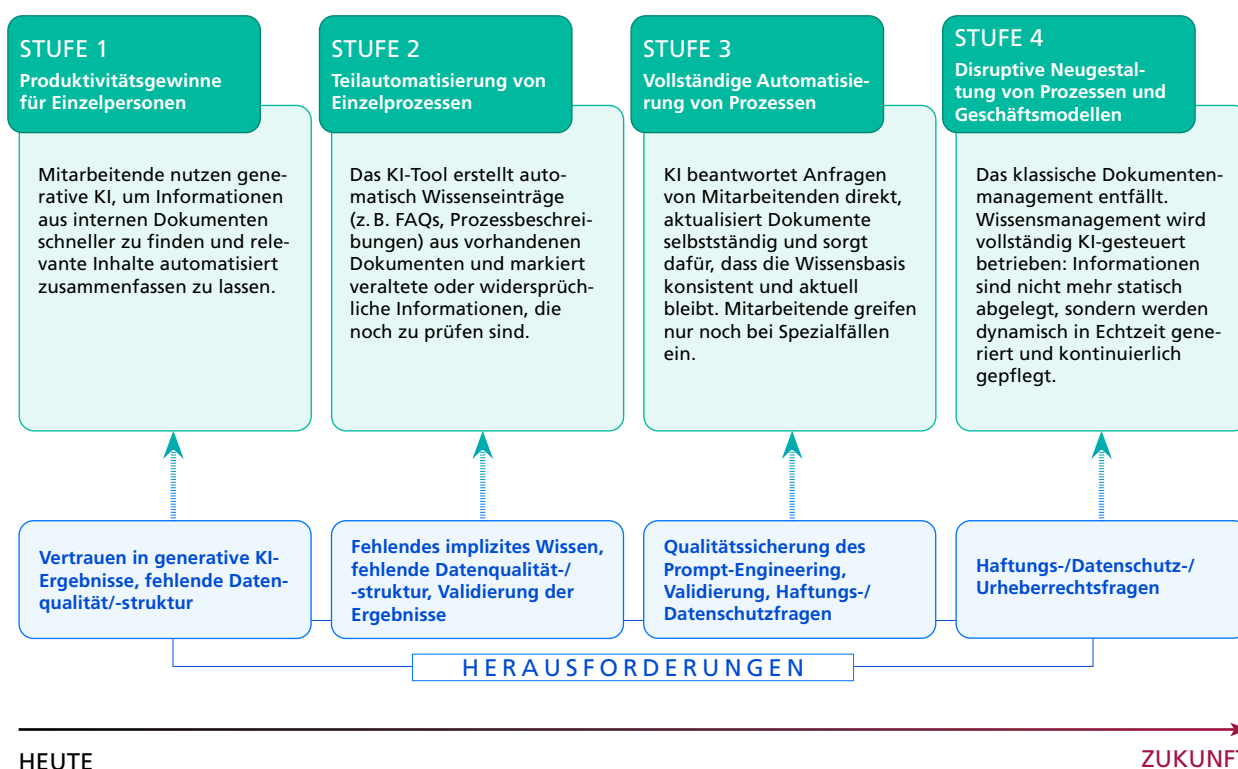 STUFE 1
Produktivitätsgewinne
für Einzelpersonen
Mitarbeitende nutzen gene-
rative KI, um Informationen
aus internen Dokumenten
schneller zu finden und rele-
vante Inhalte automatisiert
zusammenfassen zu lassen.
STUFE 2
Teilautomatisierung von
Einzelprozessen
Das KI-Tool erstellt auto-
matisch Wissenseinträge
(z. B. FAQs, Prozessbeschrei-
bungen) aus vorhandenen
Dokumenten und markiert
veraltete oder widersprüch-
liche Informationen, die
noch zu prüfen sind.
STUFE 3
Vollständige Automatisie-
rung von Prozessen
KI beantwortet Anfragen
von Mitarbeitenden direkt,
aktualisiert Dokumente
selbstständig und sorgt
dafür, dass die Wissensbasis
konsistent und aktuell
bleibt. Mitarbeitende greifen
nur noch bei Spezialfällen
ein.
STUFE 4
Disruptive Neugestal-
tung von Prozessen und
Geschäftsmodellen
Das klassische Dokumenten-
management entfällt.
Wissensmanagement wird
vollständig KI-gesteuert
betrieben: Informationen
sind nicht mehr statisch
abgelegt, sondern werden
dynamisch in Echtzeit gene-
riert und kontinuierlich
gepflegt.
Vertrauen in generative KI-
Ergebnisse, fehlende Daten-
qualität/-struktur
Fehlendes implizites Wissen,
fehlende Datenqualität-/
-struktur, Validierung der
Ergebnisse
Qualitätssicherung des
Prompt-Engineering,
Validierung, Haftungs-/
Datenschutzfragen
Haftungs-/Datenschutz-/
Urheberrechtsfragen
HERAUSFORDERUNGEN
HEUTE
ZUKUNFT